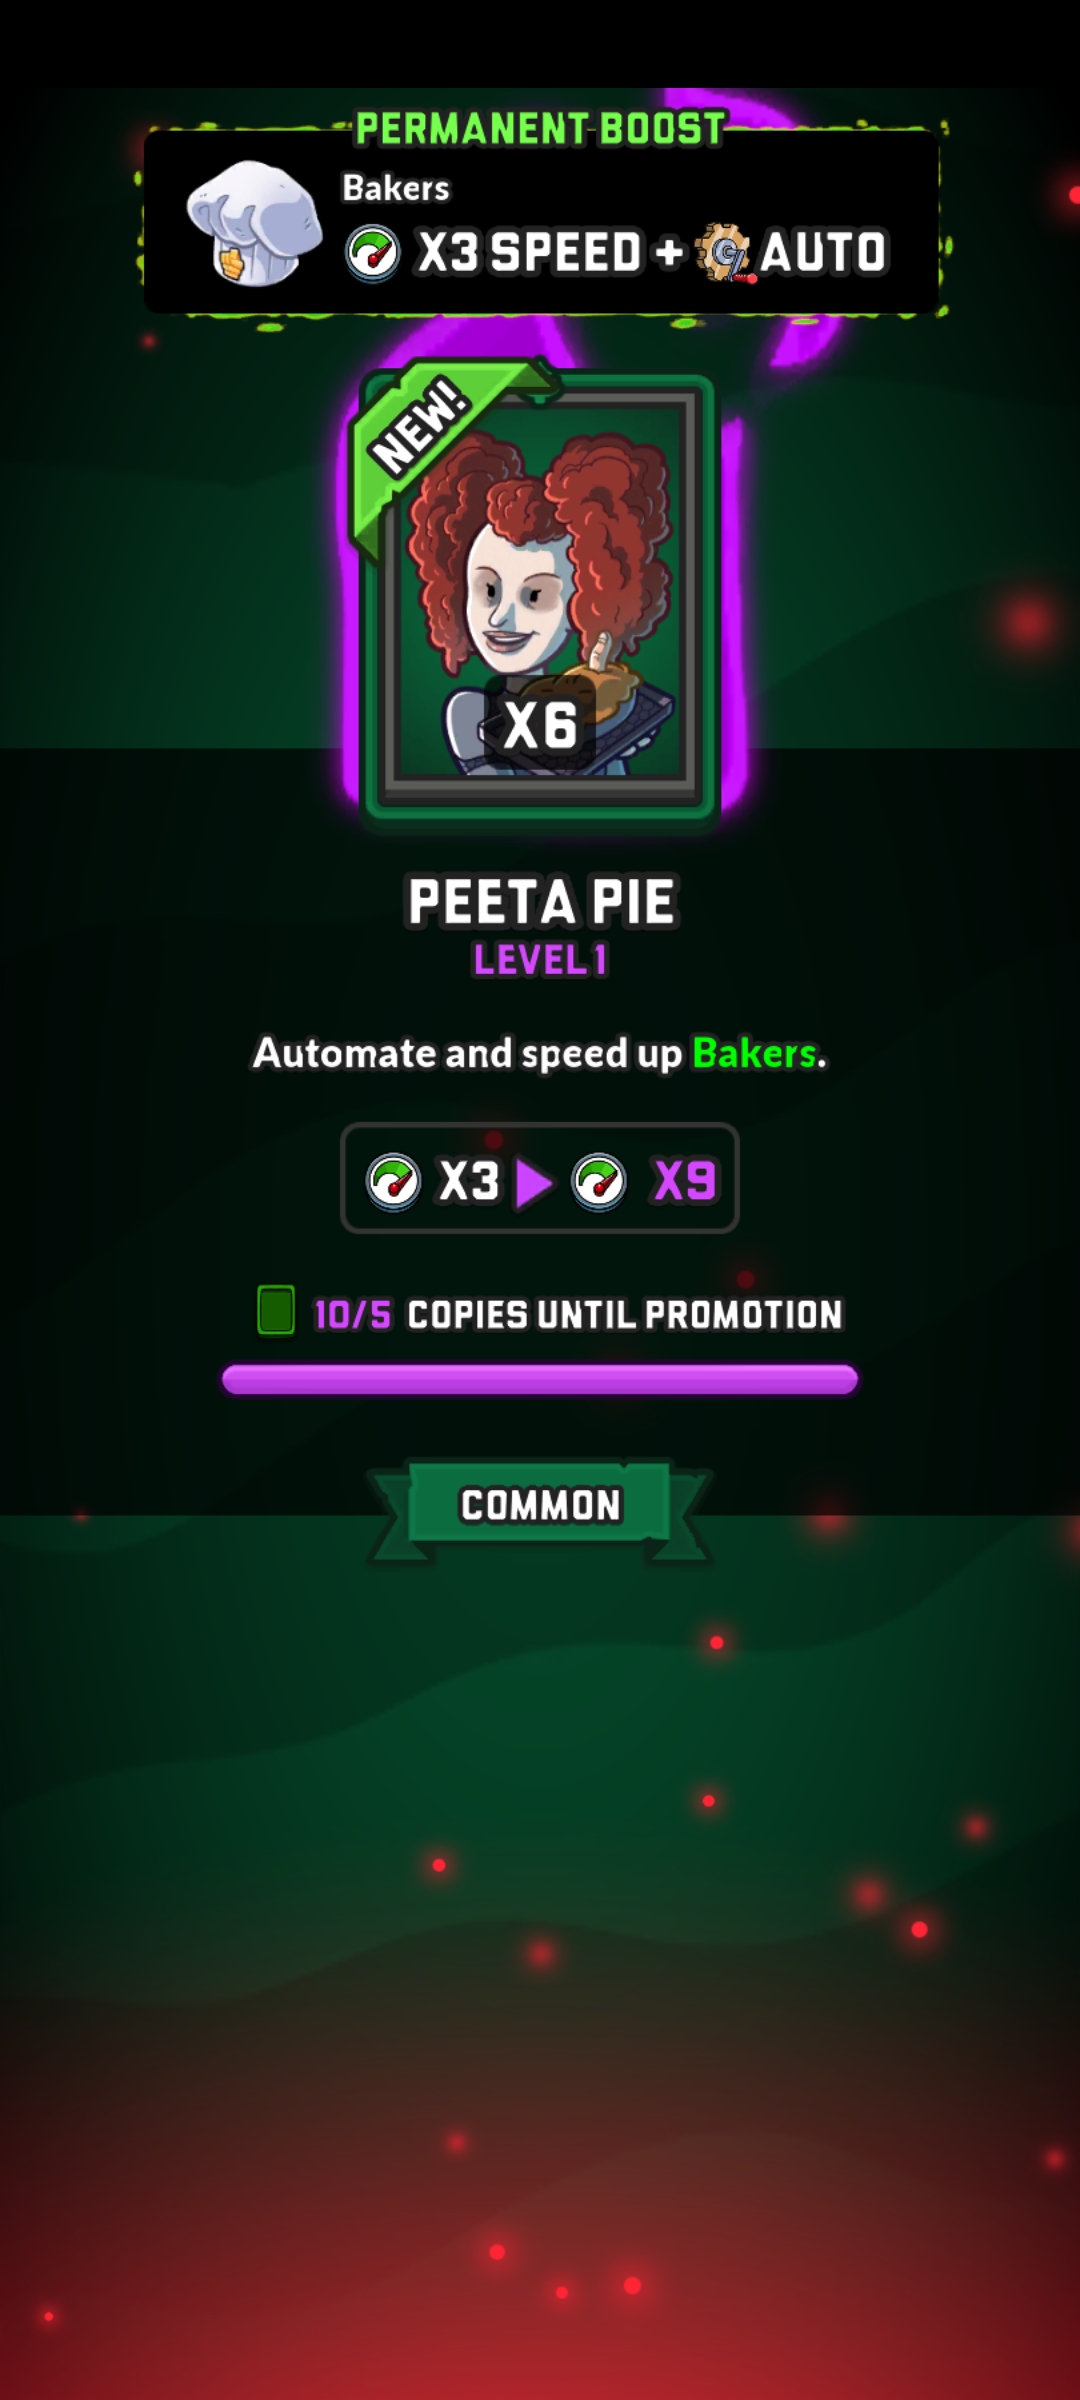 PERMANENT BOOST
Bakers
X3 SPEED + AUTO
NEW!
X6
PEETA PIE
LEVEL 1
Automate and speed up Bakers.
X3 X9
10/5 COPIES UNTIL PROMOTION
COMMON